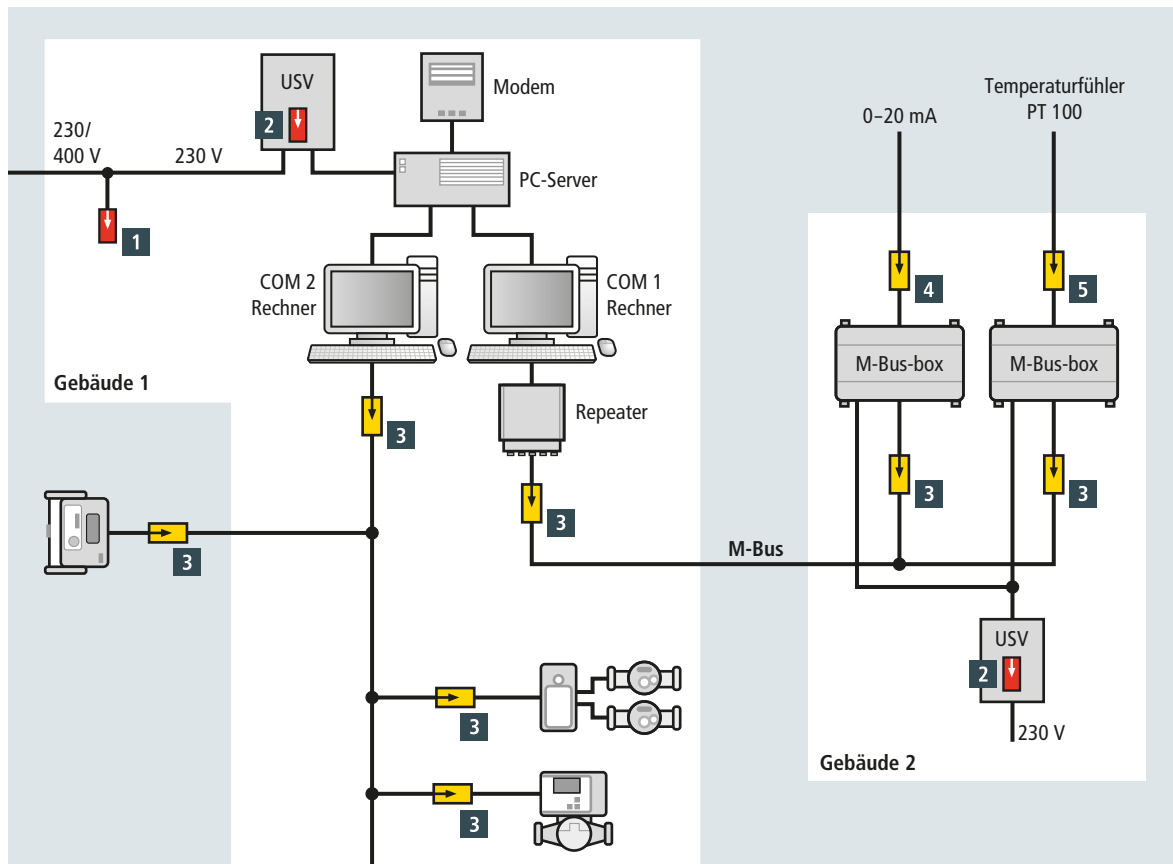 USV
2
Modem
230/
400 V
230 V
PC-Server
1
COM 2
Rechner
COM 1
Rechner
Gebäude 1
Repeater
3
3
3
M-Bus
3
3
Temperaturfühler
PT 100
0–20 mA
4
5
M-Bus-box
M-Bus-box
3
3
USV
2
230 V
Gebäude 2